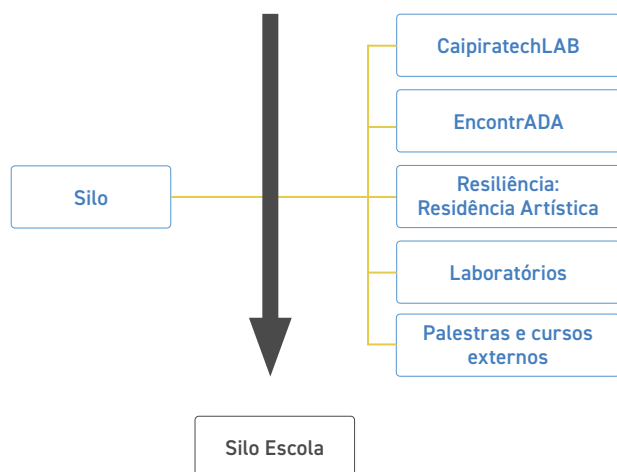 CaipiratechLAB
EncontrADA
Silo
Resiliência:
Residência Artística
Laboratórios
Palestras e cursos
externos
Silo Escola